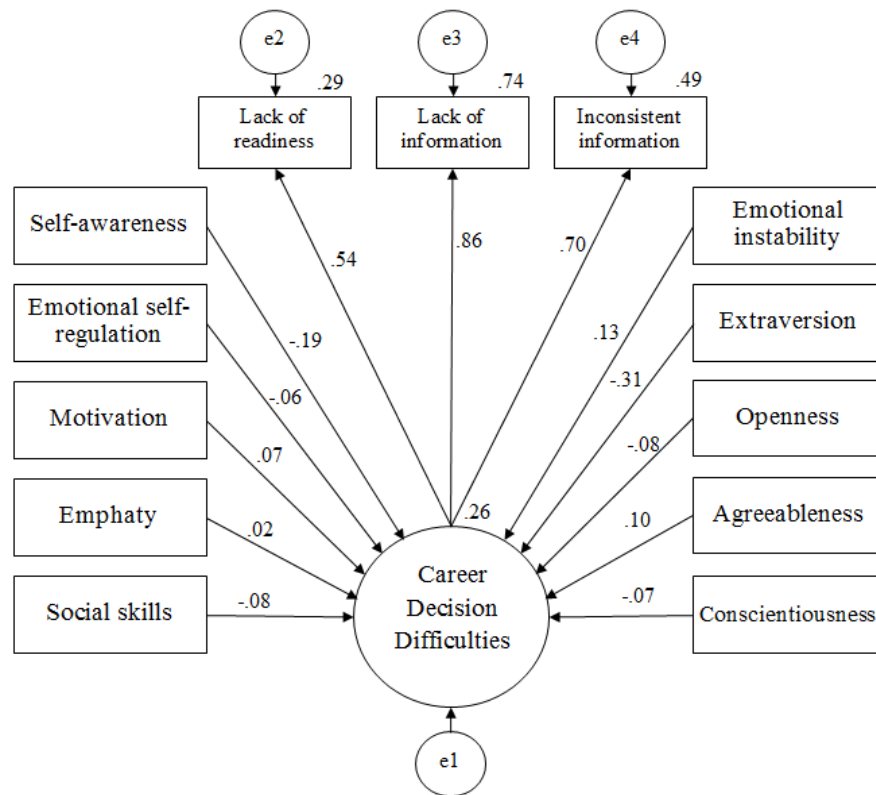 e2
e3
e4
.29
.74
.49
Lack of
readiness
Lack of
information
Inconsistent
information
Self-awareness
Emotional self-
regulation
Motivation
Emphaty
Social skills
.54
.86
.70
-.19
-.06
.07
.02
-.08
Emotional
instability
Extraversion
Openness
Agreeableness
Conscientiousness
.13
-.31
-.08
.10
-.07
.26
Career
Decision
Difficulties
e1